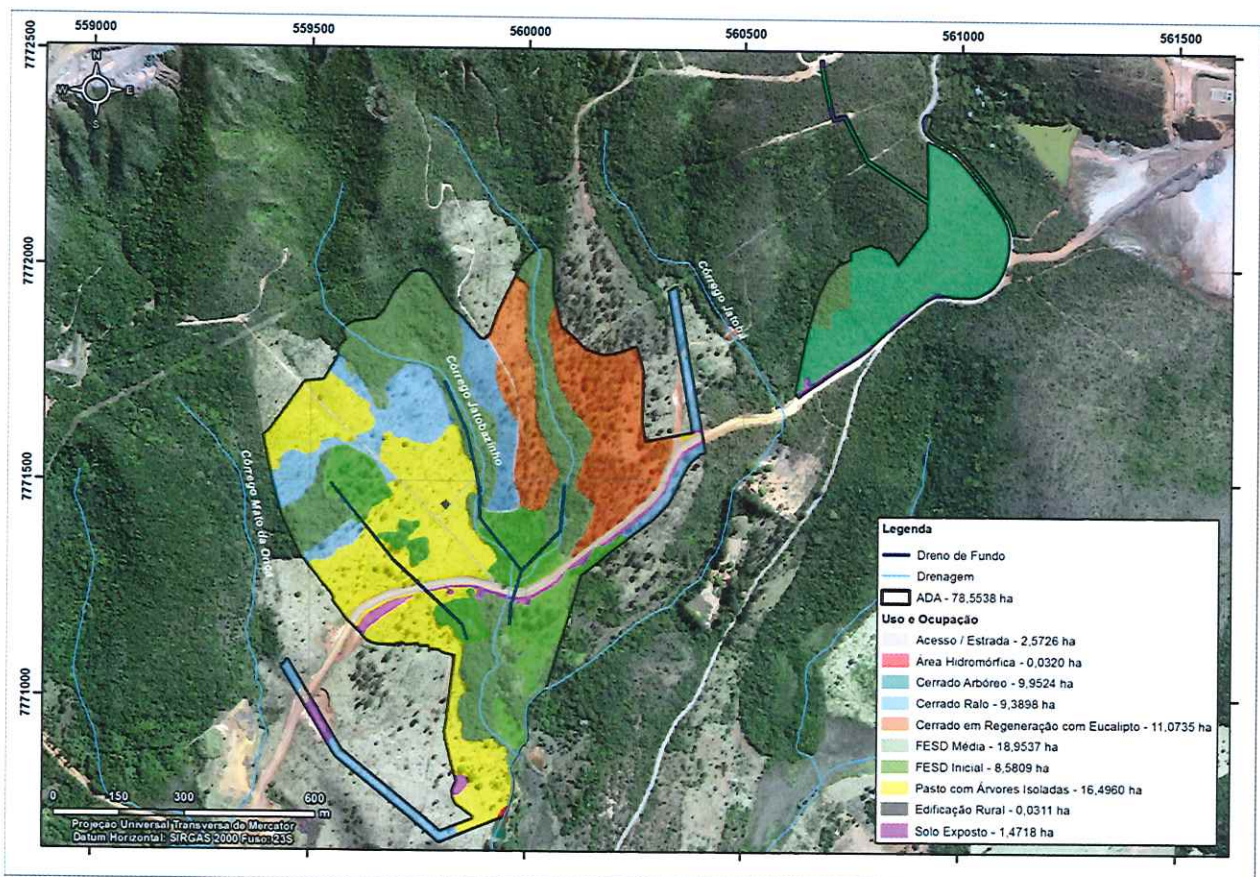 559000
559500
560000
560500
561000
561500
7772500
7772000
7771500
7771000
N
W
E
S
Córrego Jatobá
Córrego Jatobazinho
Córrego Mato da Onça
Legenda
Dreno de Fundo
Drenagem
ADA - 78,5538 ha
Uso e Ocupação
Acesso / Estrada - 2,5726 ha
Área Hidromórfica - 0,0320 ha
Cerrado Arbóreo - 9,9524 ha
Cerrado Ralo - 9,3898 ha
Cerrado em Regeneração com Eucalipto - 11,0735 ha
FESD Média - 18,9537 ha
FESD Inicial - 8,5809 ha
Pasto com Árvores Isoladas - 16,4960 ha
Edificação Rural - 0,0311 ha
Solo Exposto - 1,4718 ha
0 150 300 600
m
Projeção Universal Transversa de Mercator
Datum Horizontal: SIRGAS 2000 Fuso: 23S